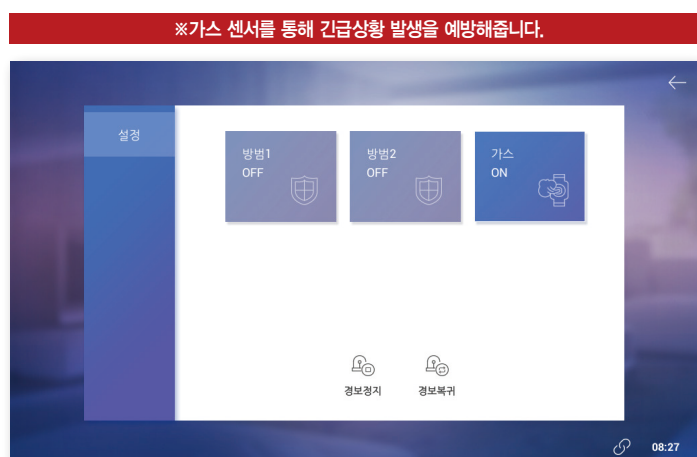 ※가스 센서를 통해 긴급상황 발생을 예방해줍니다.
설정
방범1
OFF
방범2
OFF
가스
ON
경보정지
경보복귀
08:27